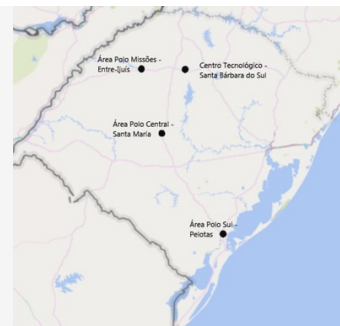 Área Polo Missões -
Entre-Ijuís
Centro Tecnológico -
Santa Bárbara do Sul
Área Polo Central -
Santa Maria
Área Polo Sul -
Pelotas